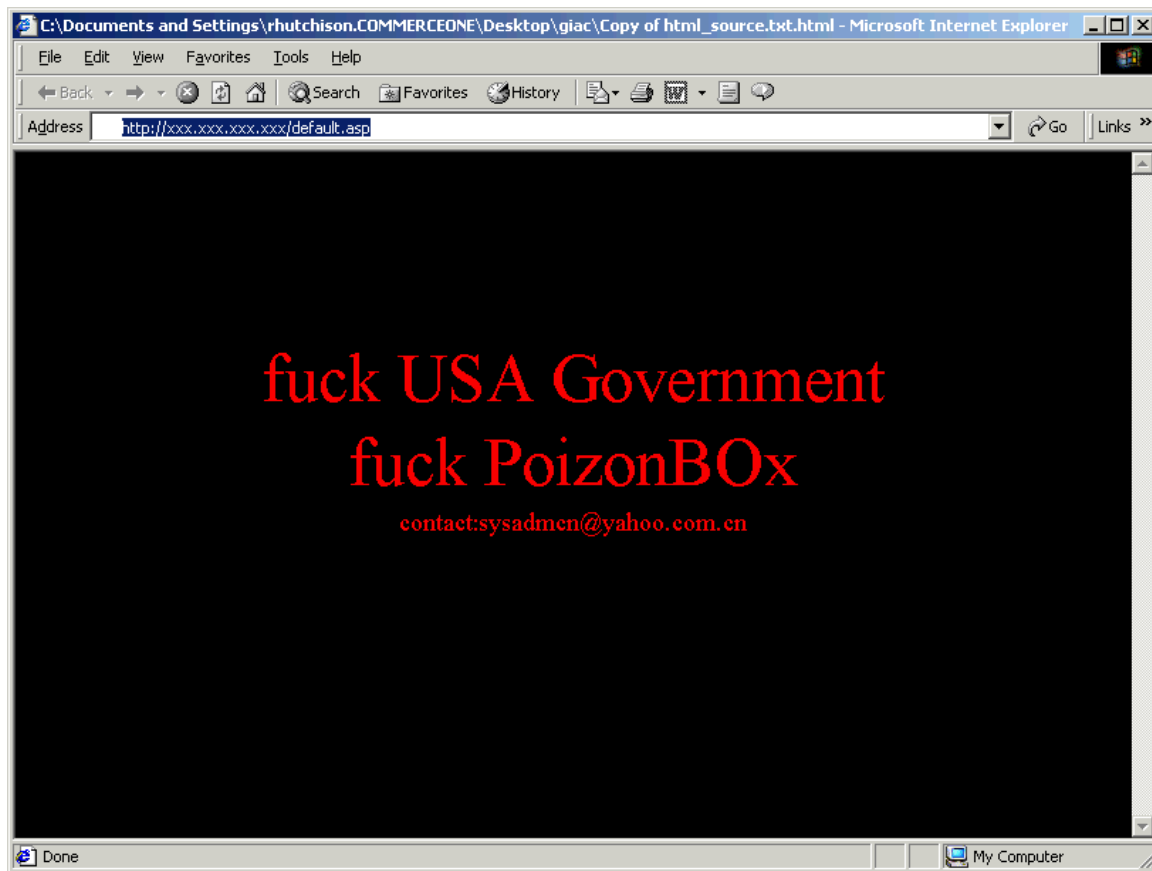 C:\Documents and Settings\rhutchison.COMMERCEONE\Desktop\giac\Copy of html_source.txt.html - Microsoft Internet Explorer
File Edit View Favorites Tools Help
Back Search Favorites History
Address http://xxx.xxx.xxx.xxx/default.asp Go Links »
fuck USA Government
fuck PoizonBOx
contact:sysadmcn@yahoo.com.cn
Done My Computer